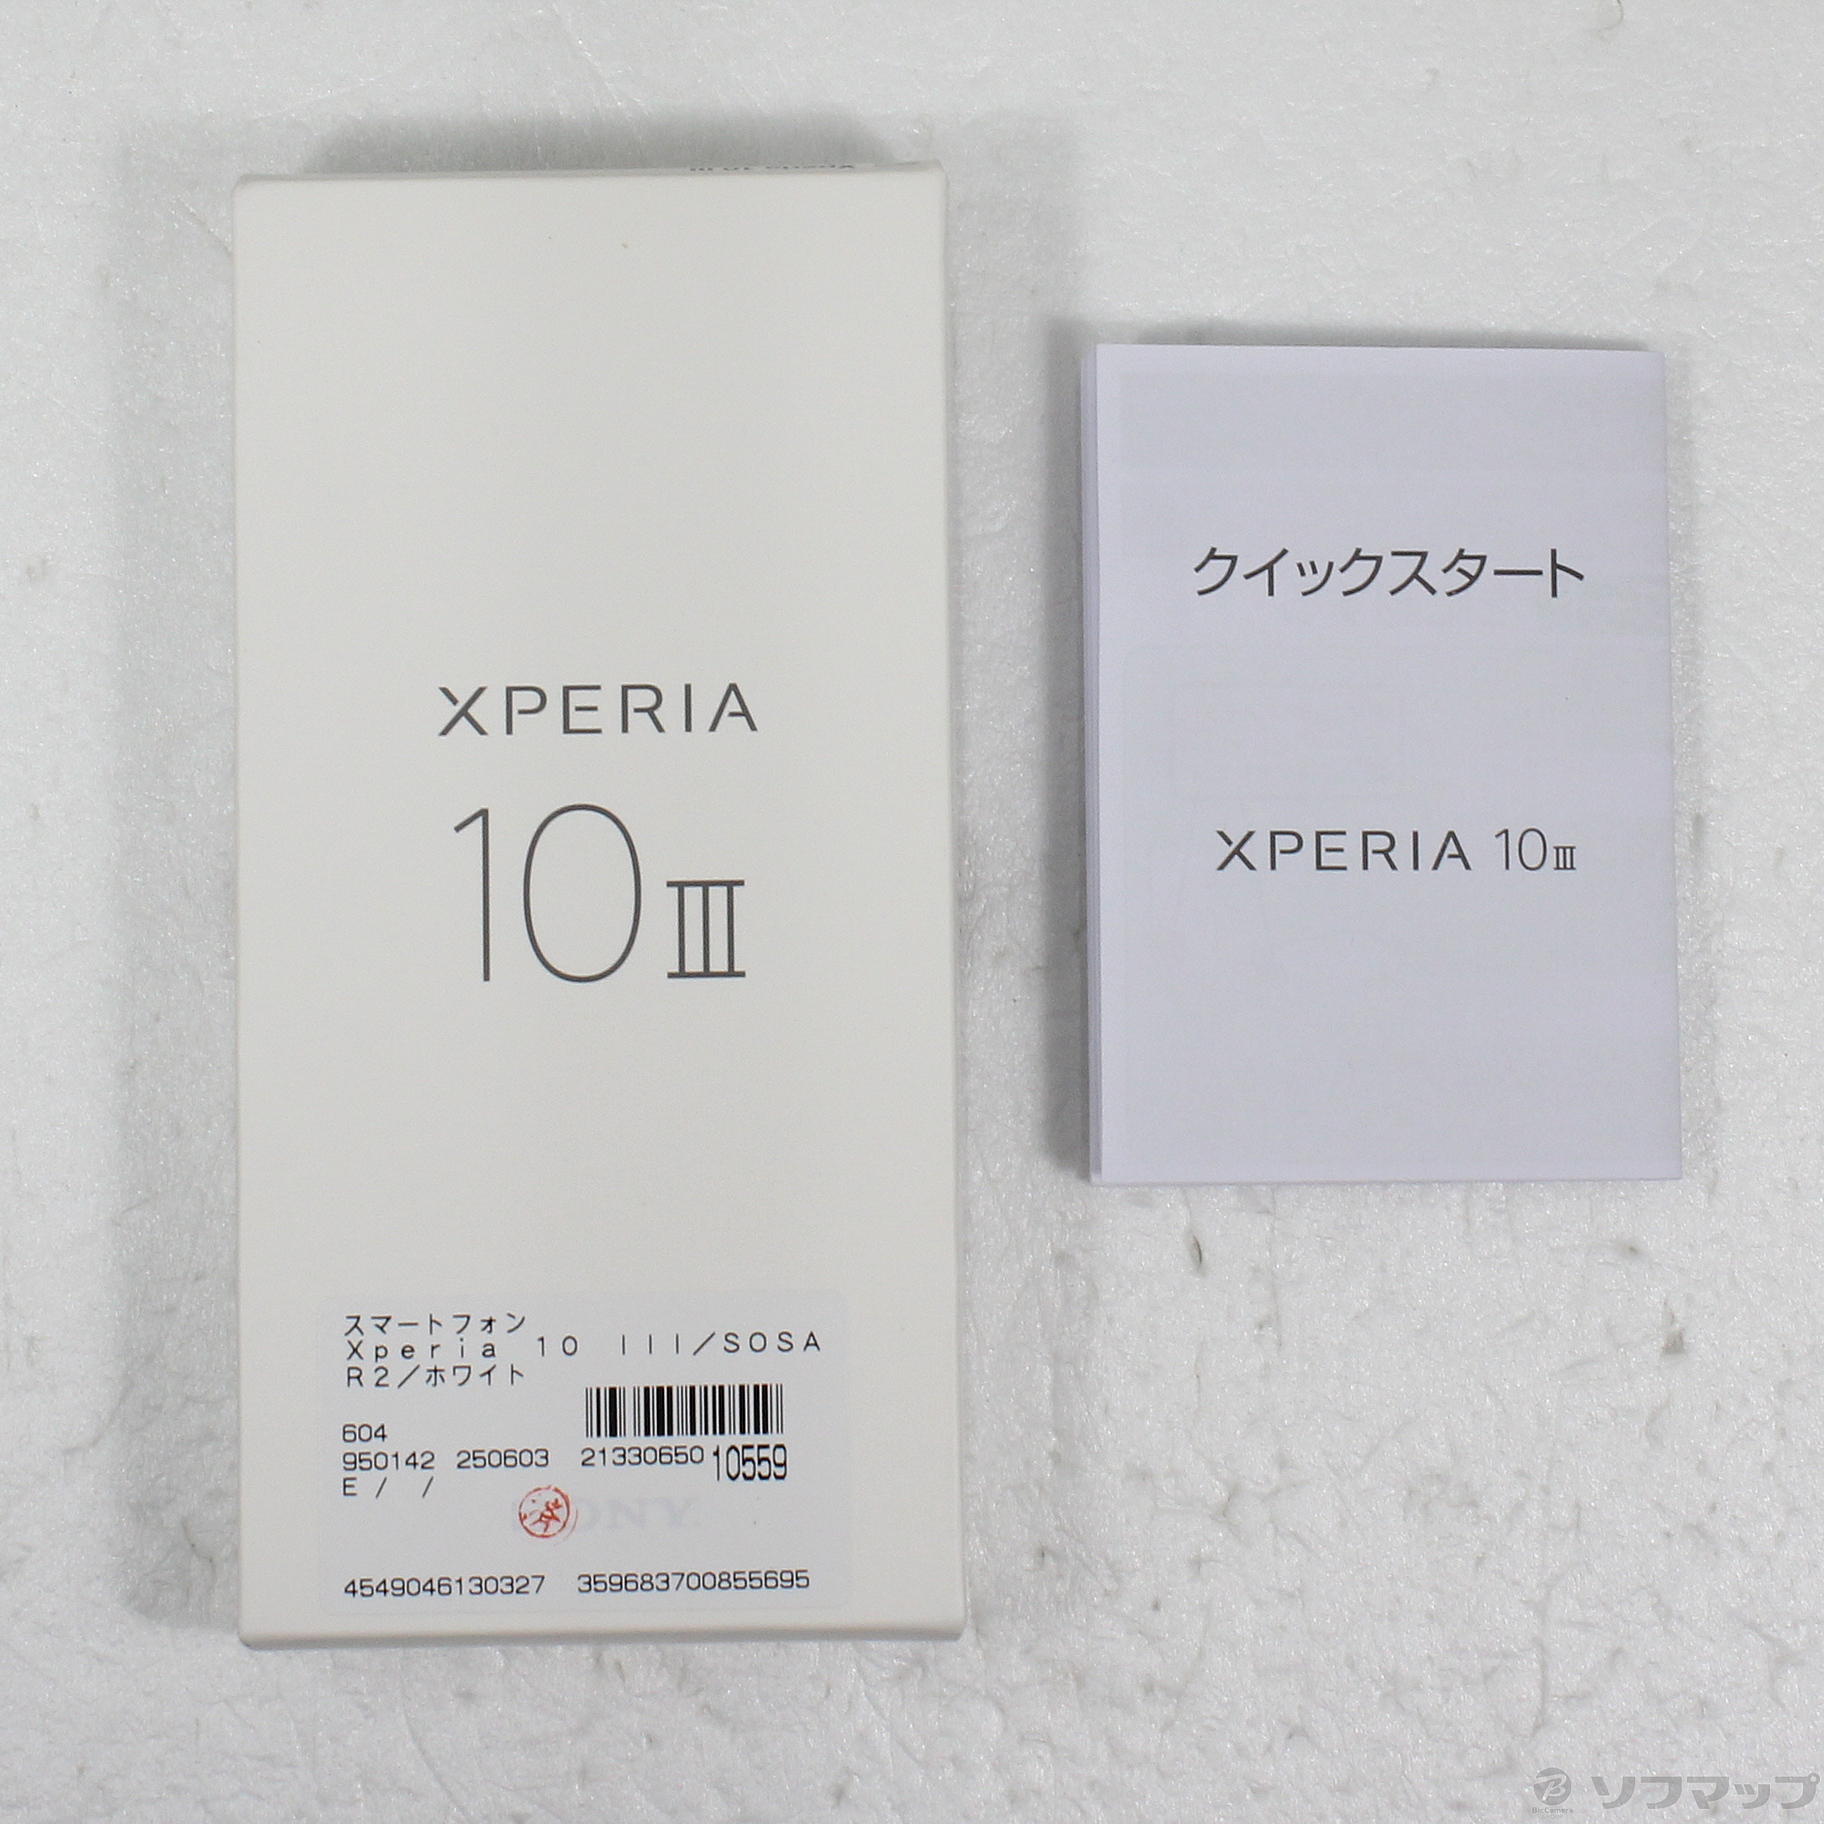 XPERIA
10 III
スマートフォン
Xperia 10 III/SOSA
R2/ホワイト
604
950142 250603 21330650 10559
E / /
SONY
4549046130327 359683700855695
クイックスタート
XPERIA 10 III
BicCamera
ソフマップ